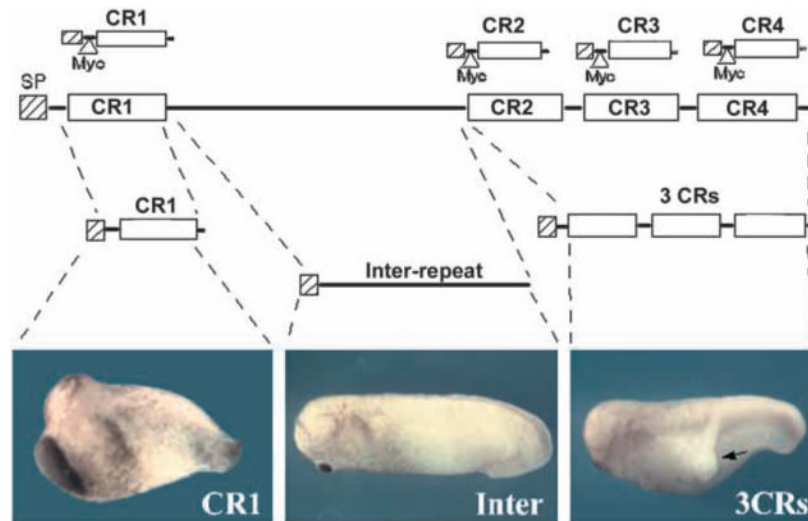 CR1
Myc
CR2
Myc
CR3
Myc
CR4
Myc
SP
CR1
CR2
CR3
CR4
CR1
3 CRs
Inter-repeat
CR1
Inter
3CRs